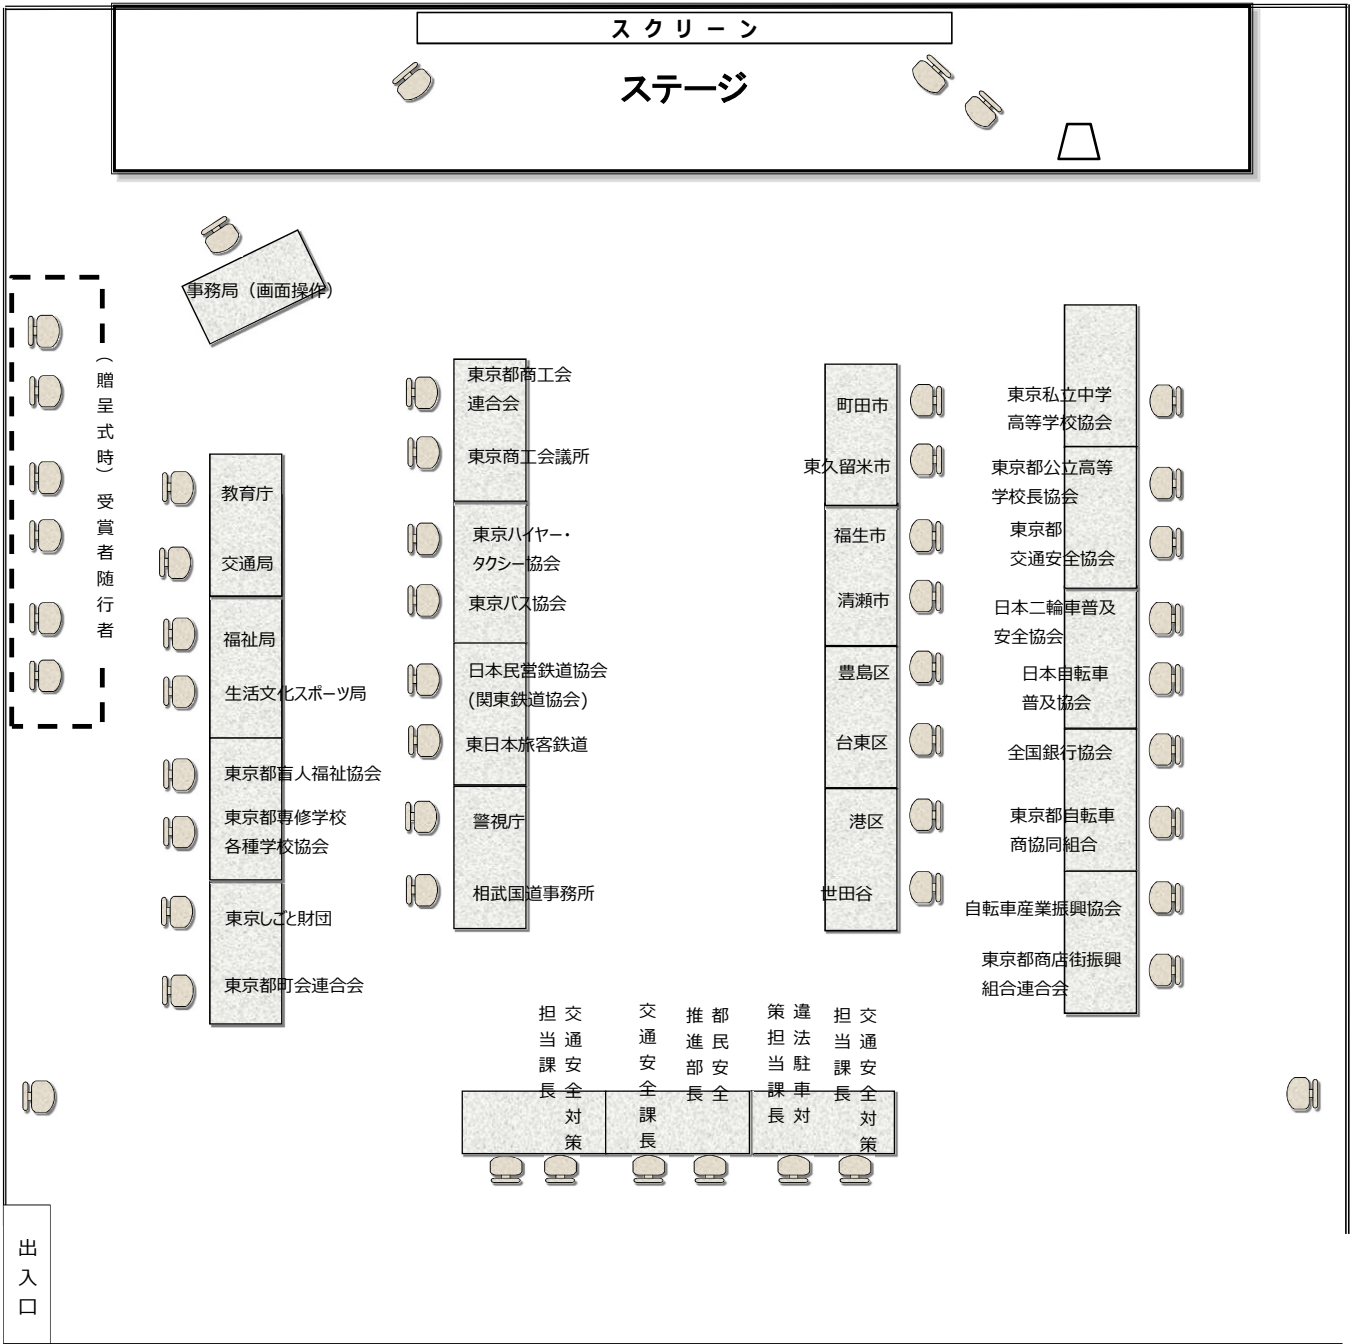 スクリーン
ステージ
事務局（画面操作）
（贈呈式時）受賞者随行者
教育庁
交通局
福祉局
生活文化スポーツ局
東京都盲人福祉協会
東京都専修学校
各種学校協会
東京しごと財団
東京都町会連合会
東京都商工会
連合会
東京商工会議所
東京ハイヤー・
タクシー協会
東京バス協会
日本民営鉄道協会
(関東鉄道協会)
東日本旅客鉄道
警視庁
相武国道事務所
町田市
東久留米市
福生市
清瀬市
豊島区
台東区
港区
世田谷
東京私立中学
高等学校協会
東京都公立高等
学校長協会
東京都
交通安全協会
日本二輪車普及
安全協会
日本自転車
普及協会
全国銀行協会
東京都自転車
商協同組合
自転車産業振興協会
東京都商店街振興
組合連合会
交通安全対策
担当課長
交通安全課長
都民安全
推進部長
違法駐車対
策担当課長
交通安全対策
担当課長
出入口